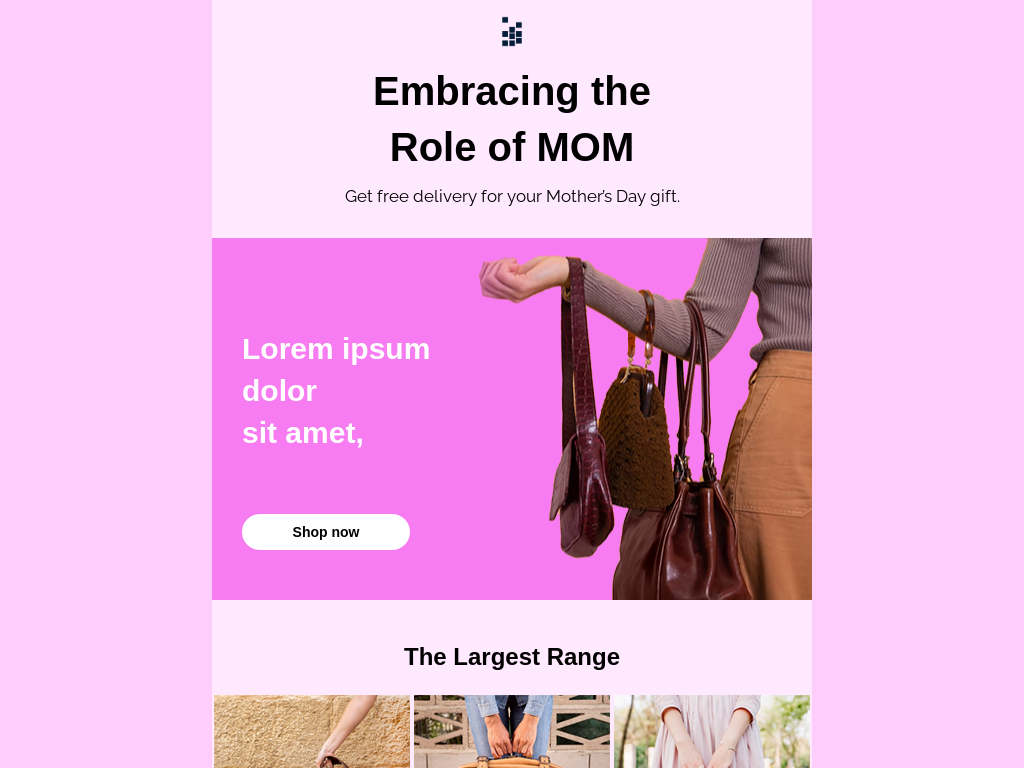 Embracing the
Role of MOM
Get free delivery for your Mother's Day gift.
Lorem ipsum
dolor
sit amet,
Shop now
The Largest Range